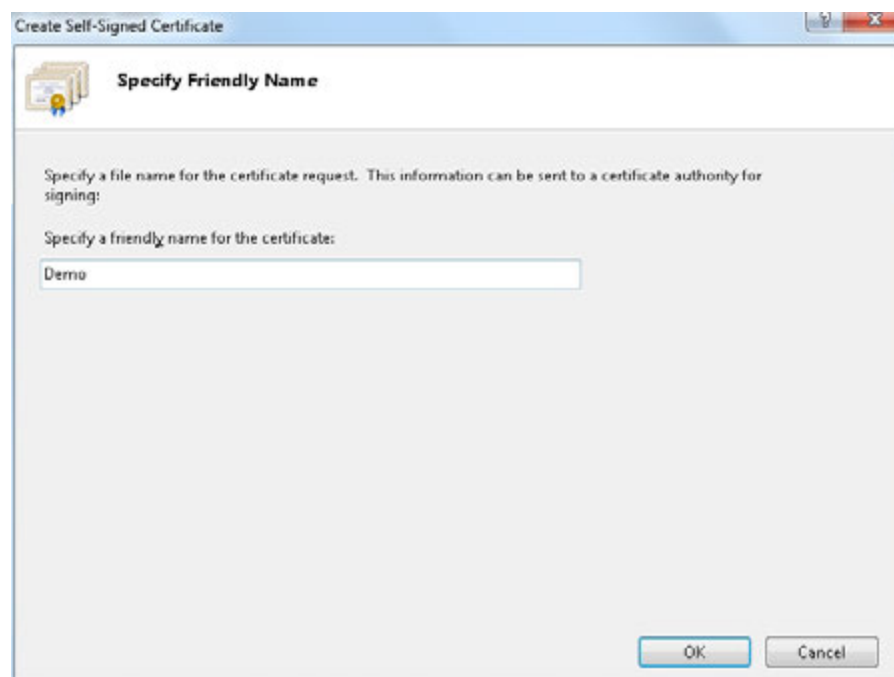 Create Self-Signed Certificate
Specify Friendly Name
Specify a file name for the certificate request. This information can be sent to a certificate authority for
signing:
Specify a friendly name for the certificate:
Demo
OK Cancel